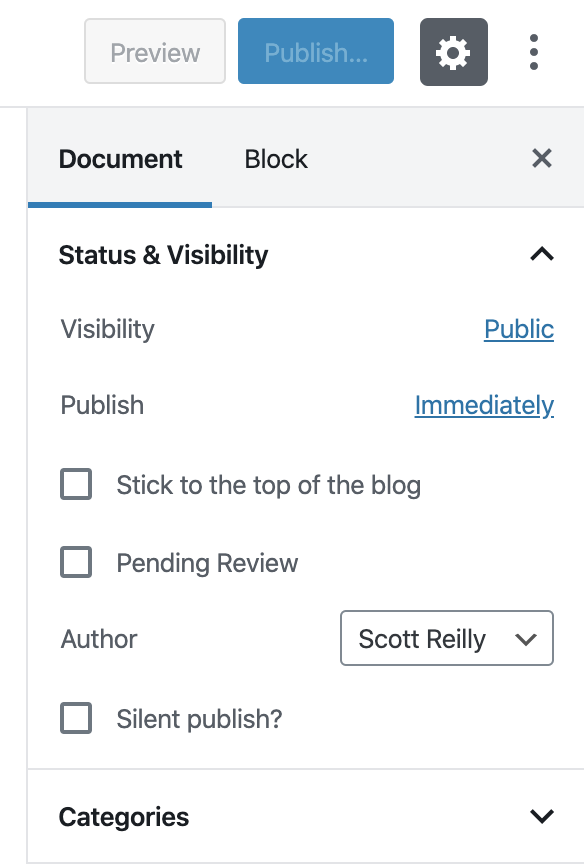 Preview Publish...
Document Block
Status & Visibility
Visibility Public
Publish Immediately
Stick to the top of the blog
Pending Review
Author Scott Reilly
Silent publish?
Categories